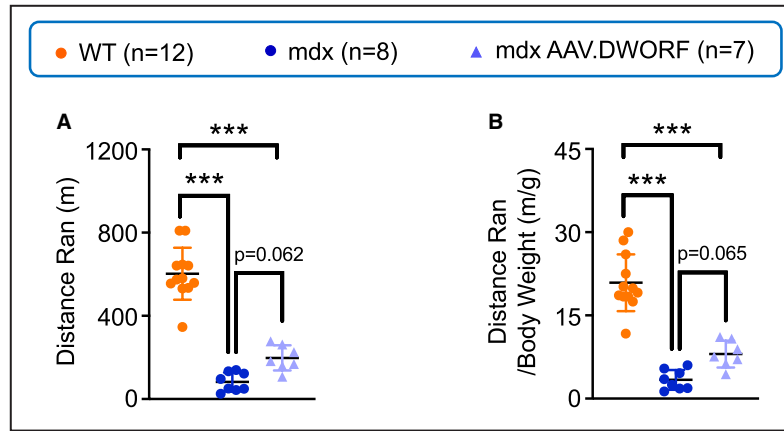 WT (n=12) mdx (n=8) mdx AAV.DWORF (n=7)
A
Distance Ran (m)
1200
800
400
0
***
***
p=0.062
B
Distance Ran
/Body Weight (m/g)
45
30
15
0
***
***
p=0.065